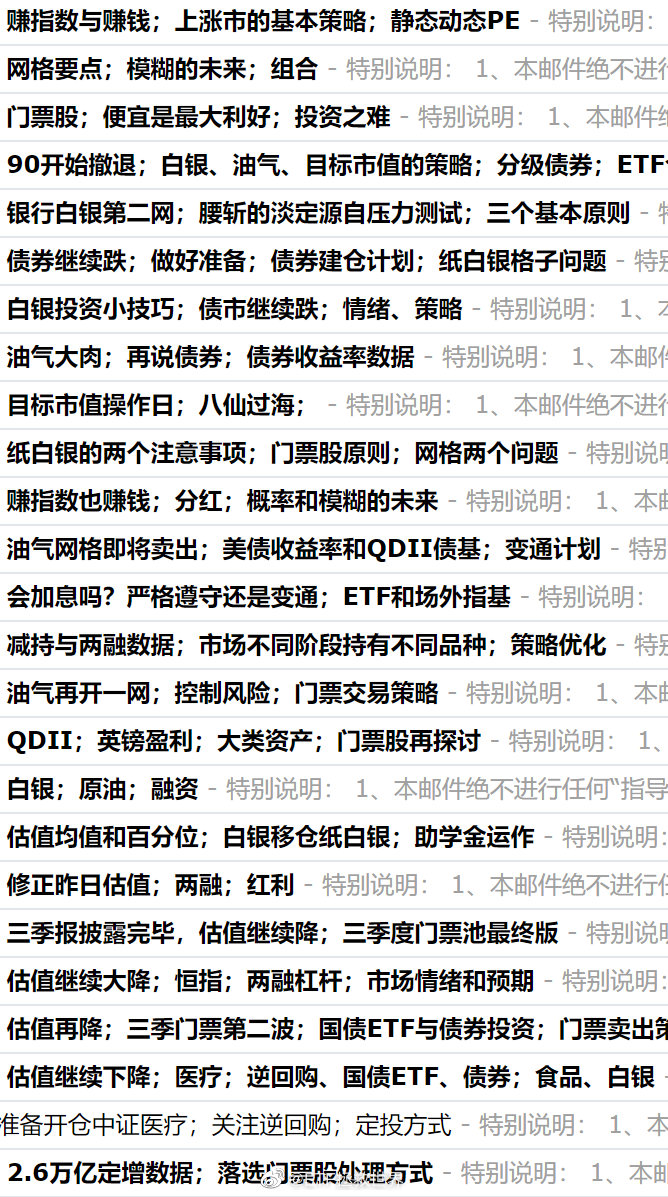 赚指数与赚钱；上涨市的基本策略；静态动态PE - 特别说明：
网格要点；模糊的未来；组合 - 特别说明： 1、本邮件绝不进行
门票股；便宜是最大利好；投资之难 - 特别说明： 1、本邮件绝
90开始撤退；白银、油气、目标市值的策略；分级债券；ETF
银行白银第二网；腰斩的淡定源自压力测试；三个基本原则 -
债券继续跌；做好准备；债券建仓计划；纸白银格子问题 - 特别
白银投资小技巧；债市继续跌；情绪、策略 - 特别说明： 1、
油气大肉；再说债券；债券收益率数据 - 特别说明： 1、本邮件
目标市值操作日；八仙过海； - 特别说明： 1、本邮件绝不进行
纸白银的两个注意事项；门票股原则；网格两个问题 - 特别说明
赚指数也赚钱；分红；概率和模糊的未来 - 特别说明： 1、本邮
油气网格即将卖出；美债收益率和QDII债基；变通计划 - 特别
会加息吗？严格遵守还是变通；ETF和场外指基 - 特别说明：
减持与两融数据；市场不同阶段持有不同品种；策略优化 - 特别
油气再开一网；控制风险；门票交易策略 - 特别说明： 1、本邮
QDII；英镑盈利；大类资产；门票股再探讨 - 特别说明： 1、
白银；原油；融资 - 特别说明： 1、本邮件绝不进行任何“指导
估值均值和百分位；白银移仓纸白银；助学金运作 - 特别说明：
修正昨日估值；两融；红利 - 特别说明： 1、本邮件绝不进行任
三季报披露完毕，估值继续降；三季度门票池最终版 - 特别说明
估值继续大降；恒指；两融杠杆；市场情绪和预期 - 特别说明：
估值再降；三季门票第二波；国债ETF与债券投资；门票卖出策
估值继续下降；医疗；逆回购、国债ETF、债券；食品、白银 -
准备开仓中证医疗；关注逆回购；定投方式 - 特别说明： 1、本
2.6万亿定增数据；落选门票股处理方式 - 特别说明： 1、本邮